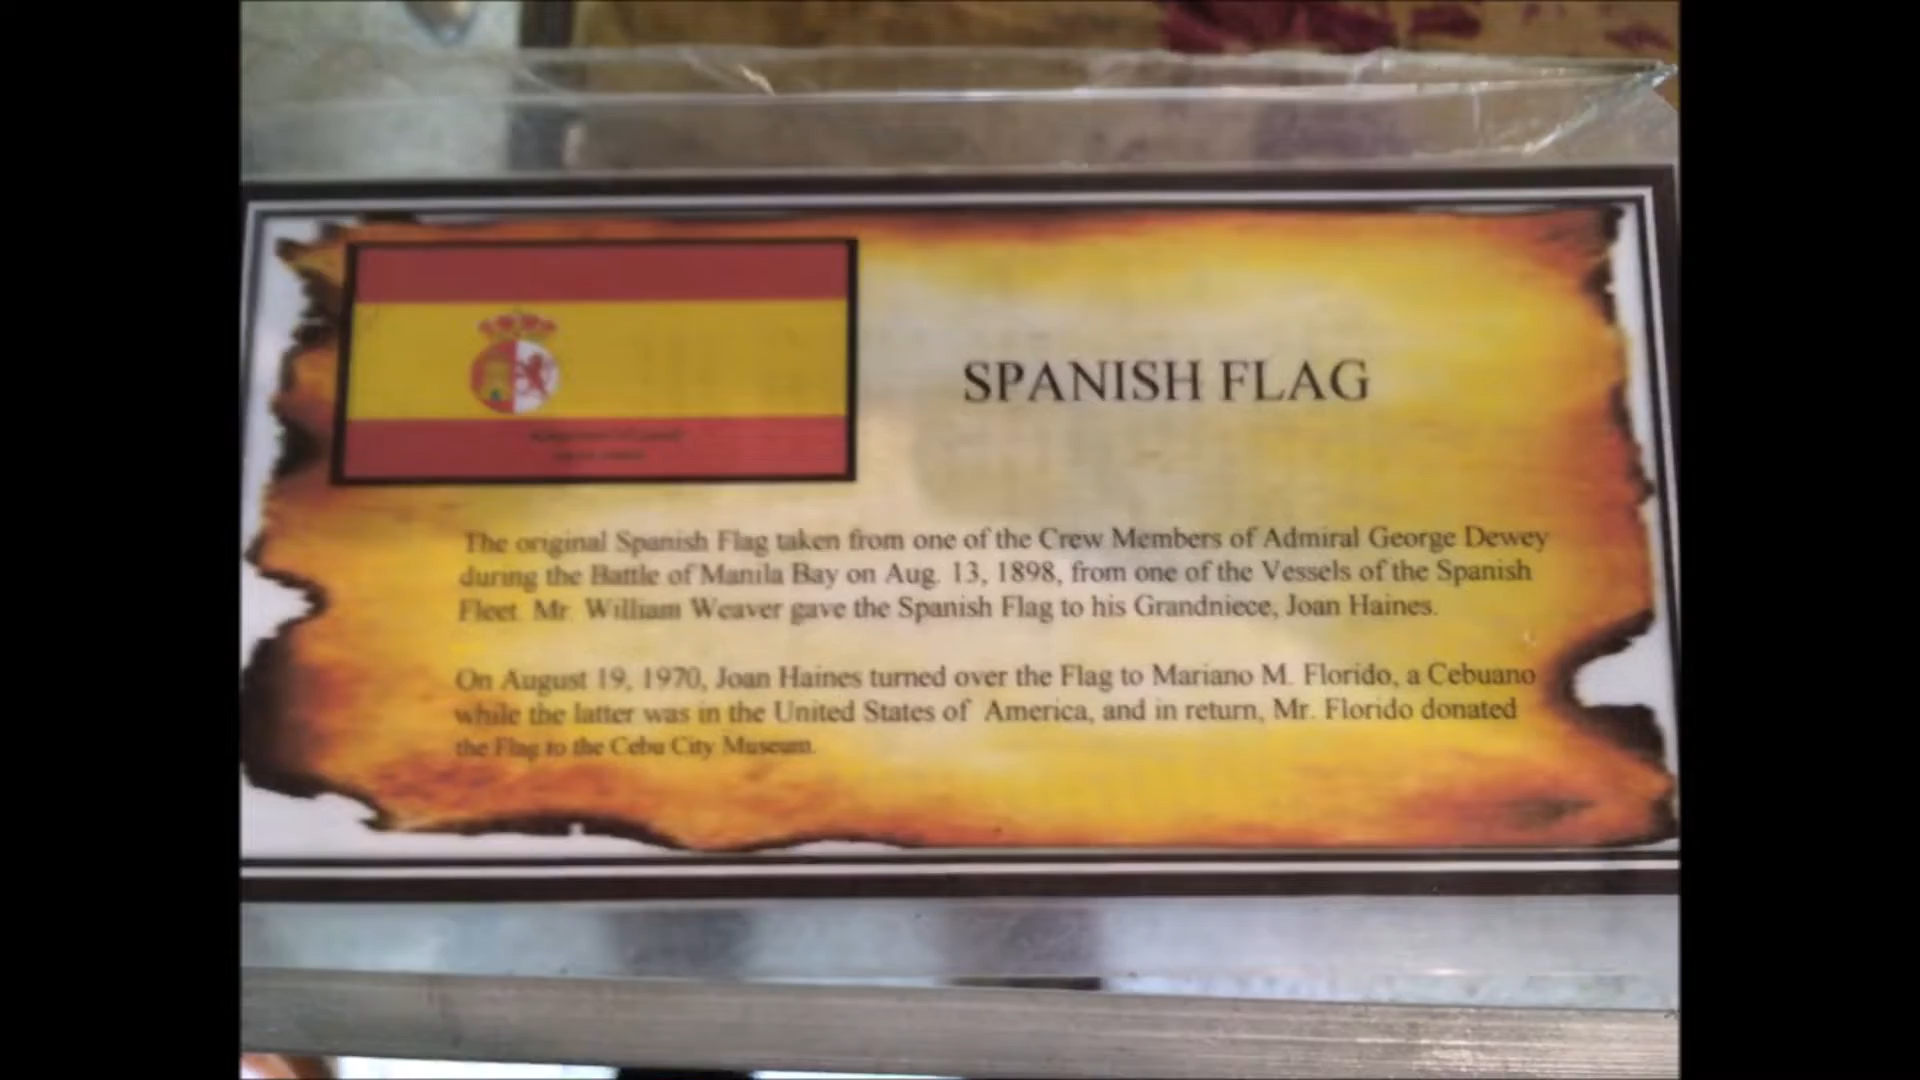 SPANISH FLAG
The original Spanish Flag taken from one of the Crew Members of Admiral George Dewey
during the Battle of Manila Bay on Aug. 13, 1898, from one of the Vessels of the Spanish
Fleet. Mr. William Weaver gave the Spanish Flag to his Grandniece, Joan Haines.
On August 19, 1970, Joan Haines turned over the Flag to Mariano M. Florido, a Cebuano
while the latter was in the United States of America, and in return, Mr. Florido donated
the Flag to the Cebu City Museum.